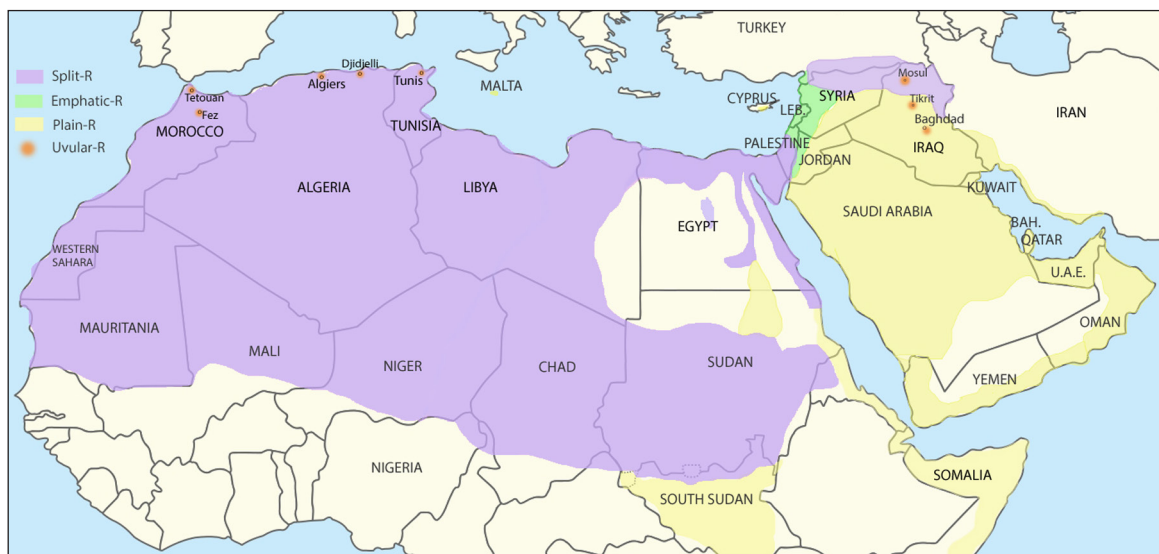 Split-R
Emphatic-R
Plain-R
Uvular-R
TURKEY
Djidjelli
Algiers
Tunis
Tetouan
Fez
MOROCCO
TUNISIA
MALTA
CYPRUS
LEB.
SYRIA
Mosul
Tikrit
Baghdad
IRAQ
IRAN
PALESTINE
JORDAN
KUWAIT
ALGERIA
LIBYA
EGYPT
SAUDI ARABIA
BAH.
QATAR
U.A.E.
WESTERN
SAHARA
MAURITANIA
MALI
NIGER
CHAD
SUDAN
OMAN
YEMEN
NIGERIA
SOUTH SUDAN
SOMALIA